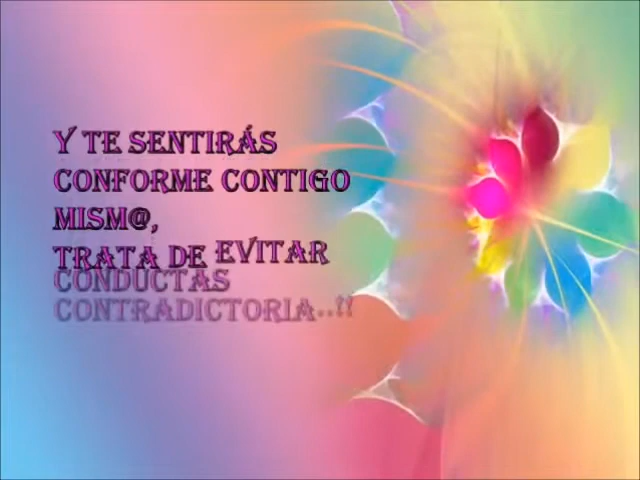 Y TE SENTIRÁS
CONFORME CONTIGO
MISM@,
TRATA DE EVITAR
CONDUCTAS
CONTRADICTORIA..!!